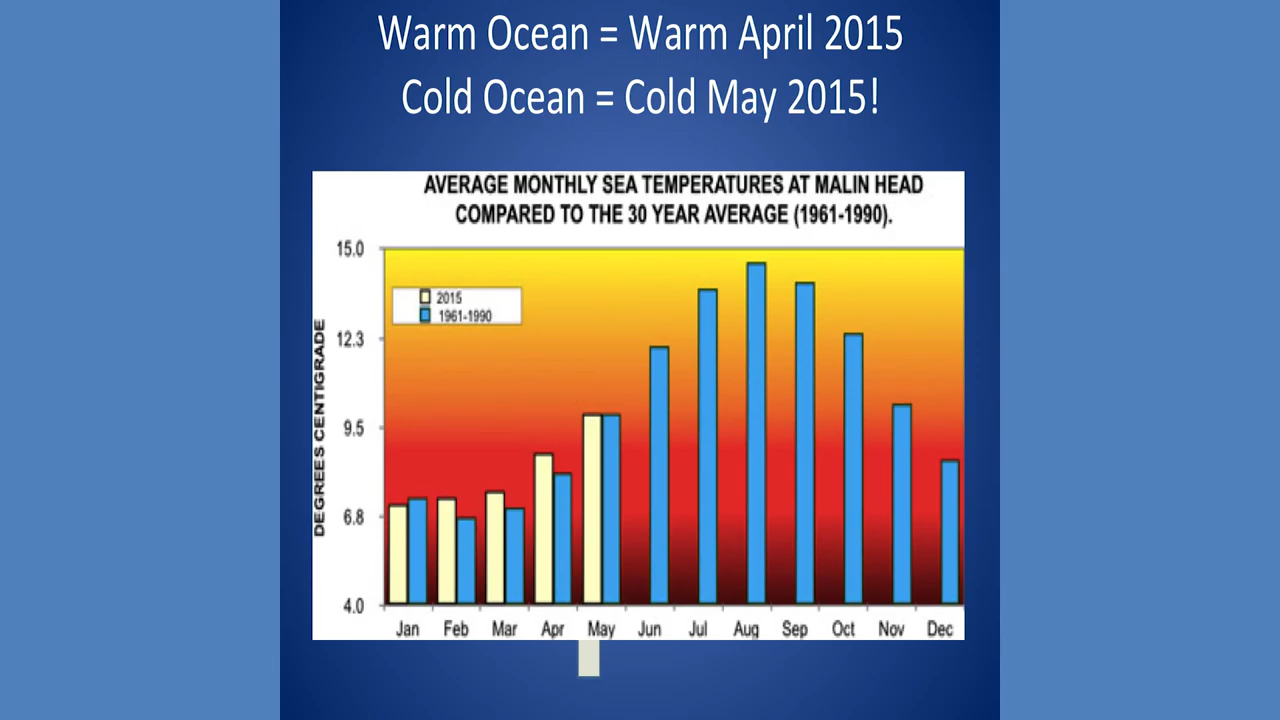 Warm Ocean = Warm April 2015
Cold Ocean = Cold May 2015!
AVERAGE MONTHLY SEA TEMPERATURES AT MALIN HEAD
COMPARED TO THE 30 YEAR AVERAGE (1961-1990).
15.0
2015
1961-1990
12.3
DEGREES CENTIGRADE
9.5
6.8
4.0
Jan Feb Mar Apr May Jun Jul Aug Sep Oct Nov Dec